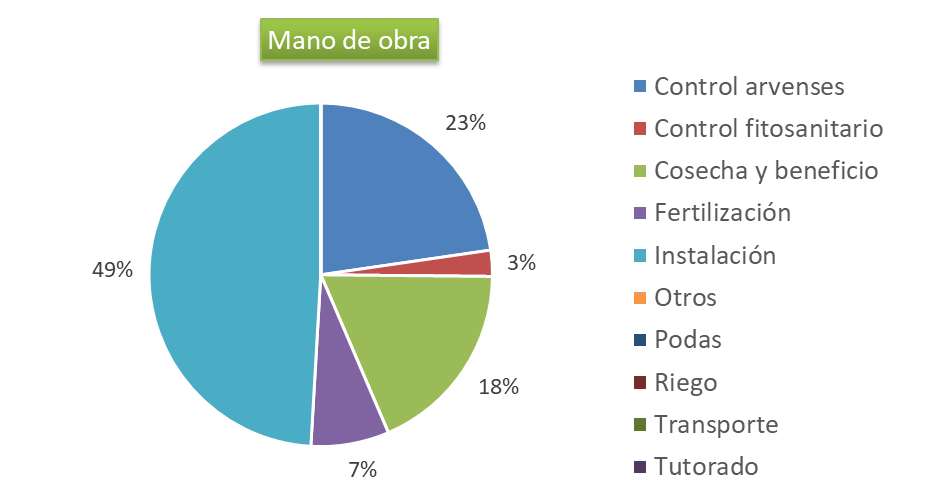 Mano de obra
23%
3%
18%
7%
49%
Control arvenses
Control fitosanitario
Cosecha y beneficio
Fertilización
Instalación
Otros
Podas
Riego
Transporte
Tutorado